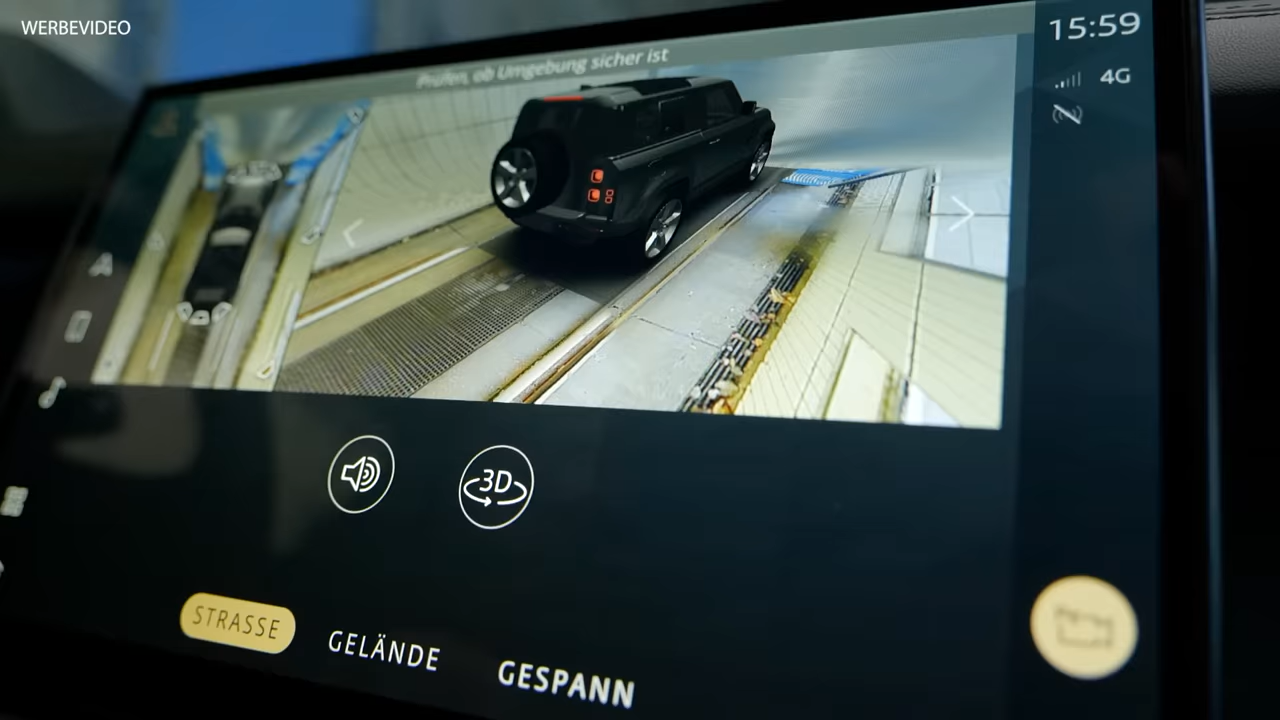 WERBEVIDEO
Prüfen, ob Umgebung sicher ist
15:59
4G
3D
STRASSE
GELÄNDE
GESPANN